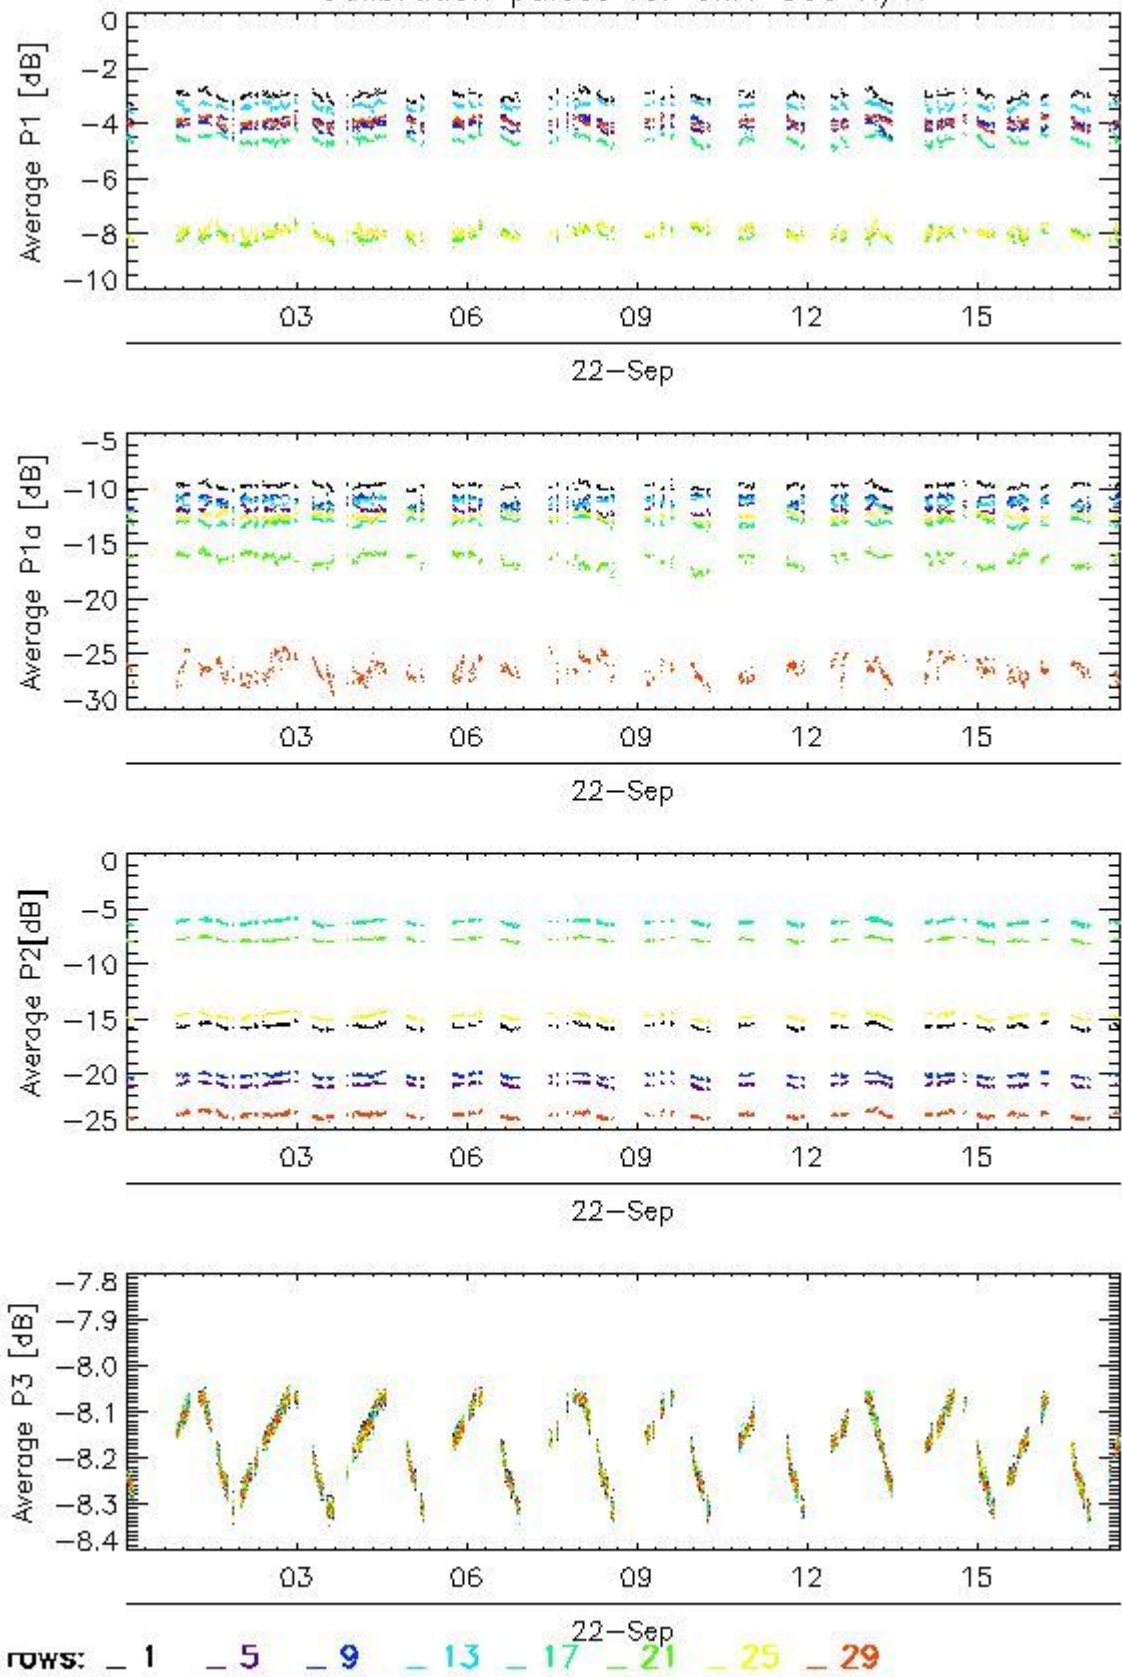 0
−2
−4
−6
−8
−10
Average P1 [dB]
03 06 09 12 15
22−Sep
−5
−10
−15
−20
−25
−30
Average P1a [dB]
03 06 09 12 15
22−Sep
0
−5
−10
−15
−20
−25
Average P2[dB]
03 06 09 12 15
22−Sep
−7.8
−7.9
−8.0
−8.1
−8.2
−8.3
−8.4
Average P3 [dB]
03 06 09 12 15
22−Sep
rows: _ 1 _ 5 _ 9 _ 13 _ 17 _ 21 _ 25 _ 29